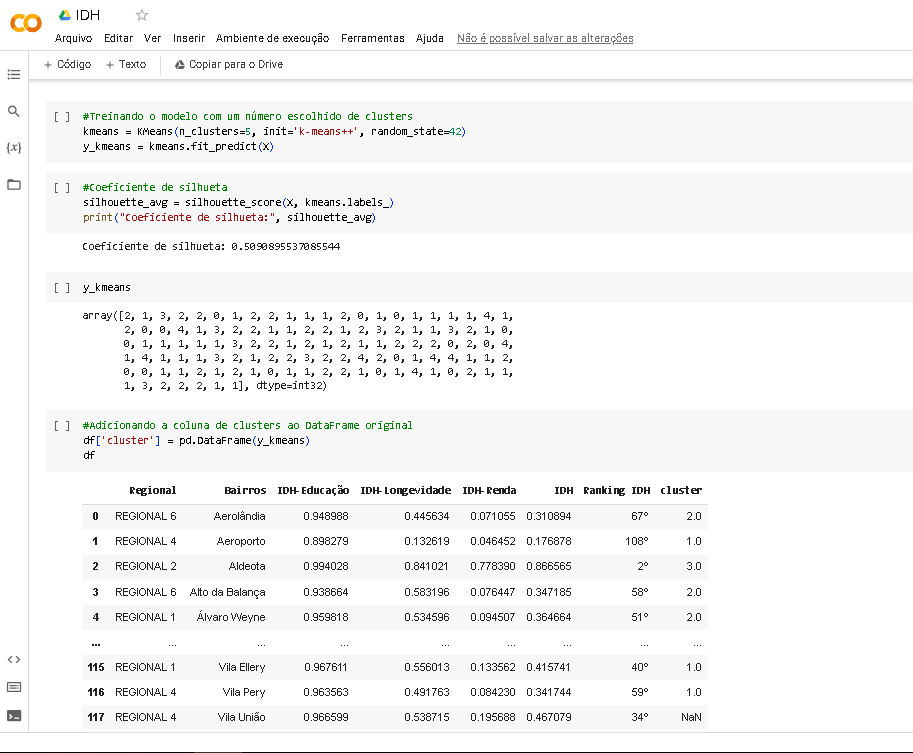 IDH
Arquivo Editar Ver Inserir Ambiente de execução Ferramentas Ajuda Não é possível salvar as alterações
+ Código + Texto Copiar para o Drive
[ ] #Treinando o modelo com um número escolhido de clusters
kmeans = KMeans(n_clusters=5, init='k-means++', random_state=42)
y_kmeans = kmeans.fit_predict(X)
{x}
[ ] #Coeficiente de silhueta
silhouette_avg = silhouette_score(X, kmeans.labels_)
print("Coeficiente de silhueta:", silhouette_avg)
Coeficiente de silhueta: 0.5090895537085544
[ ] y_kmeans
array([2, 1, 3, 2, 2, 0, 1, 2, 2, 1, 1, 1, 2, 0, 1, 0, 1, 1, 1, 1, 4, 1,
2, 0, 0, 4, 1, 3, 2, 2, 1, 1, 2, 2, 1, 2, 3, 2, 1, 1, 3, 2, 1, 0,
0, 1, 1, 1, 1, 1, 3, 2, 2, 1, 2, 1, 2, 1, 1, 2, 2, 2, 0, 2, 0, 4,
1, 4, 1, 1, 1, 3, 2, 1, 2, 2, 3, 2, 2, 4, 2, 0, 1, 4, 4, 1, 1, 2,
0, 0, 1, 1, 2, 1, 2, 1, 0, 1, 1, 2, 2, 1, 0, 1, 4, 1, 0, 2, 1, 1,
1, 3, 2, 2, 2, 1, 1], dtype=int32)
[ ] #Adicionando a coluna de clusters ao DataFrame original
df['cluster'] = pd.DataFrame(y_kmeans)
df
Regional Bairros IDH-Educação IDH-Longevidade IDH-Renda IDH Ranking IDH cluster
0 REGIONAL 6 Aerolândia 0.948988 0.445634 0.071055 0.310894 67° 2.0
1 REGIONAL 4 Aeroporto 0.898279 0.132619 0.046452 0.176878 108° 1.0
2 REGIONAL 2 Aldeota 0.994028 0.841021 0.778390 0.866565 2° 3.0
3 REGIONAL 6 Alto da Balança 0.938664 0.583196 0.076447 0.347185 58° 2.0
4 REGIONAL 1 Álvaro Weyne 0.959818 0.534596 0.094507 0.364664 51° 2.0
... ... ... ... ... ... ... ... ...
115 REGIONAL 1 Vila Ellery 0.967611 0.556013 0.133562 0.415741 40° 1.0
116 REGIONAL 4 Vila Pery 0.963563 0.491763 0.084230 0.341744 59° 1.0
117 REGIONAL 4 Vila União 0.966599 0.538715 0.195688 0.467079 34° NaN